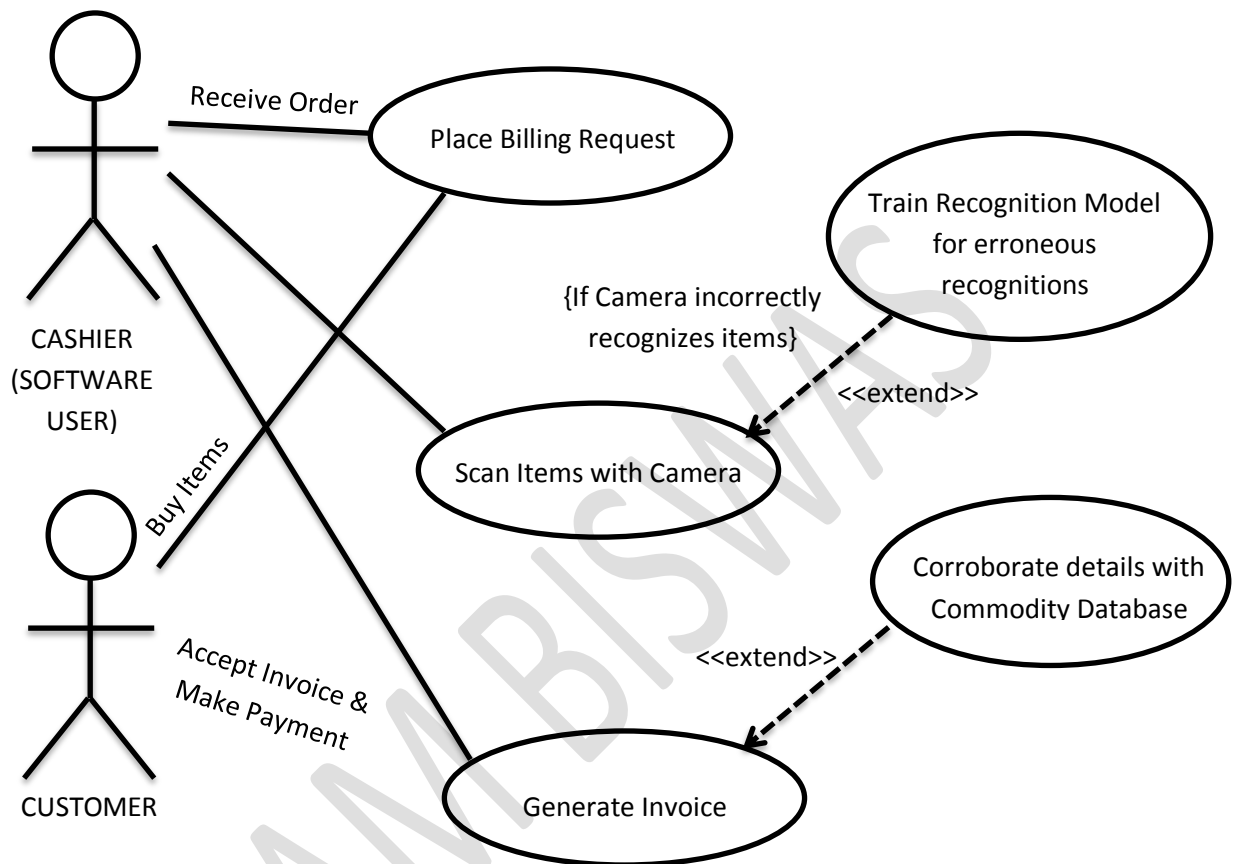 Receive Order
Place Billing Request
Train Recognition Model
for erroneous
recognitions
{If Camera incorrectly
recognizes items}
<<extend>>
CASHIER
(SOFTWARE
USER)
Buy Items
Scan Items with Camera
Corroborate details with
Commodity Database
<<extend>>
Accept Invoice &
Make Payment
CUSTOMER
Generate Invoice
AM BISWAS